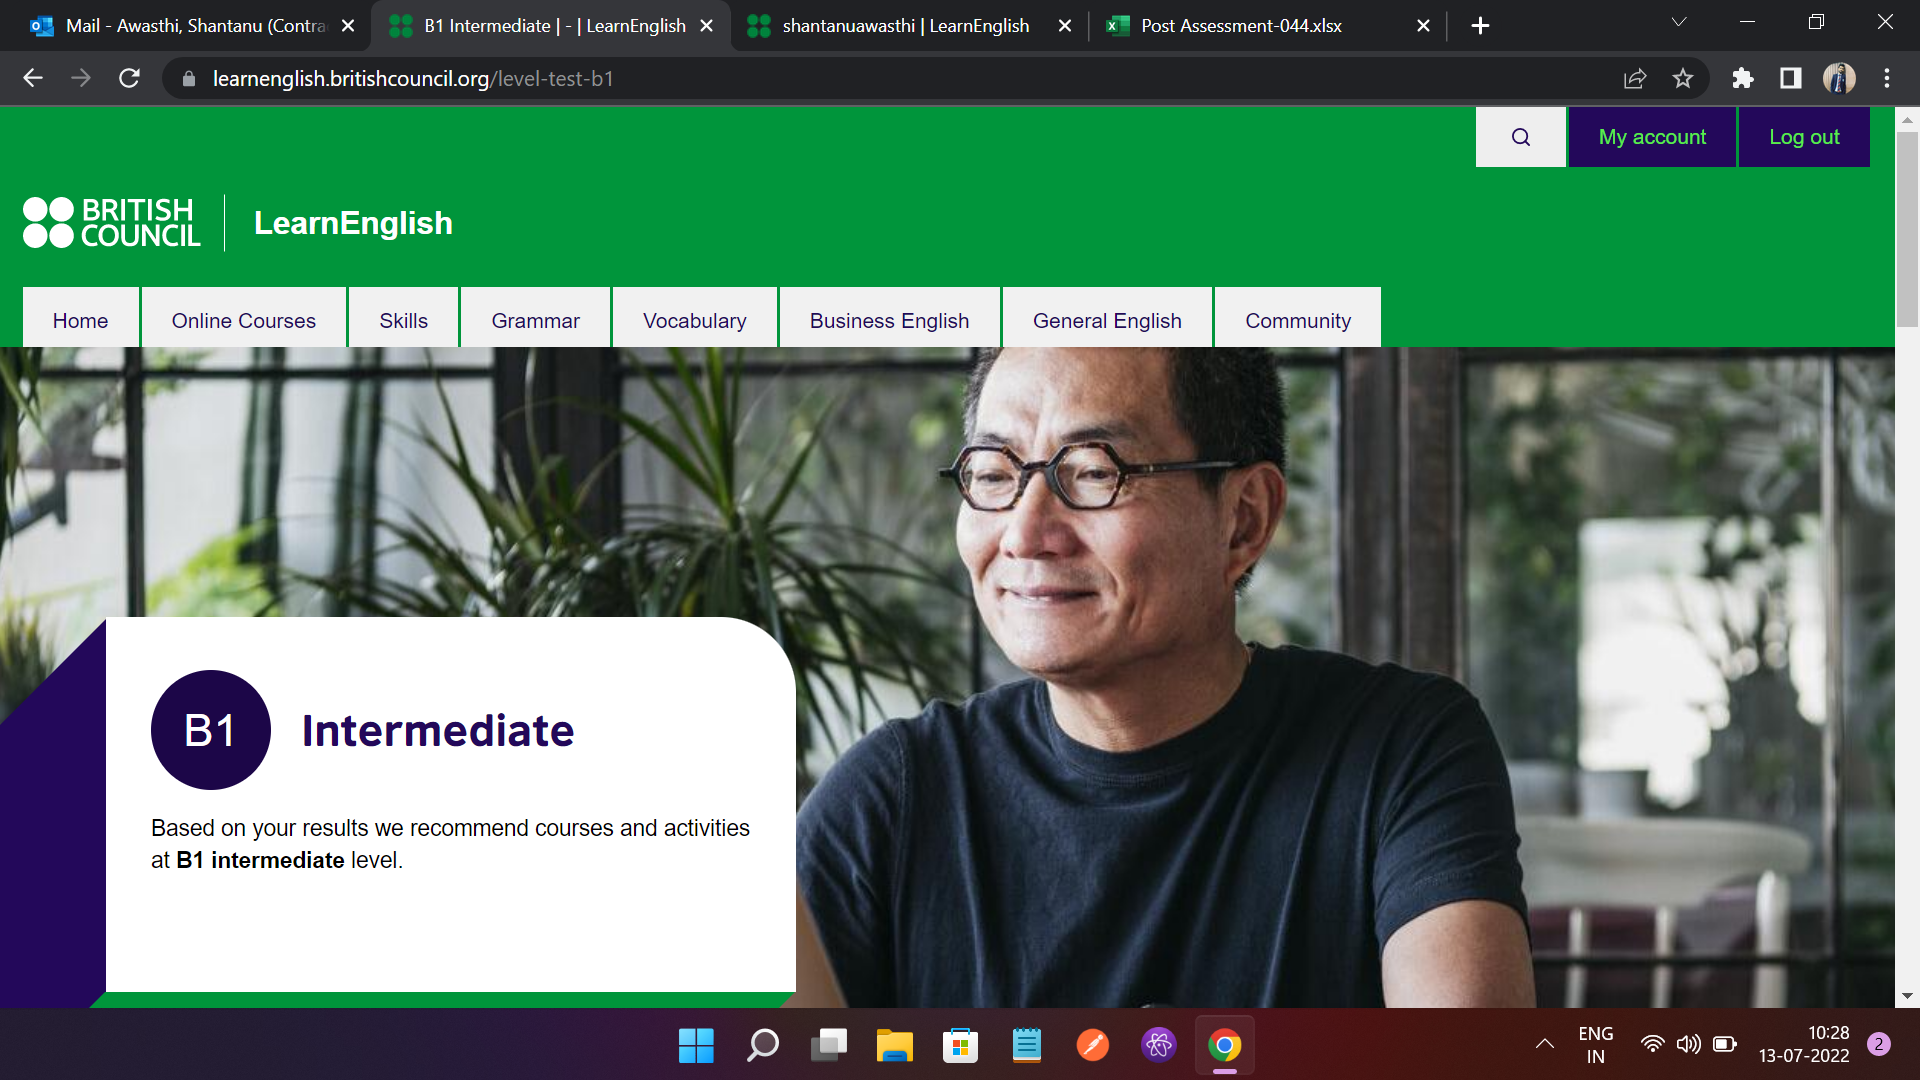 Mail - Awasthi, Shantanu (Contra
B1 Intermediate | - | LearnEnglish
shantanuawasthi | LearnEnglish
Post Assessment-044.xlsx
learnenglish.britishcouncil.org/level-test-b1
My account
Log out
BRITISH
COUNCIL
LearnEnglish
Home
Online Courses
Skills
Grammar
Vocabulary
Business English
General English
Community
B1
Intermediate
Based on your results we recommend courses and activities
at B1 intermediate level.
ENG
IN
10:28
13-07-2022
2